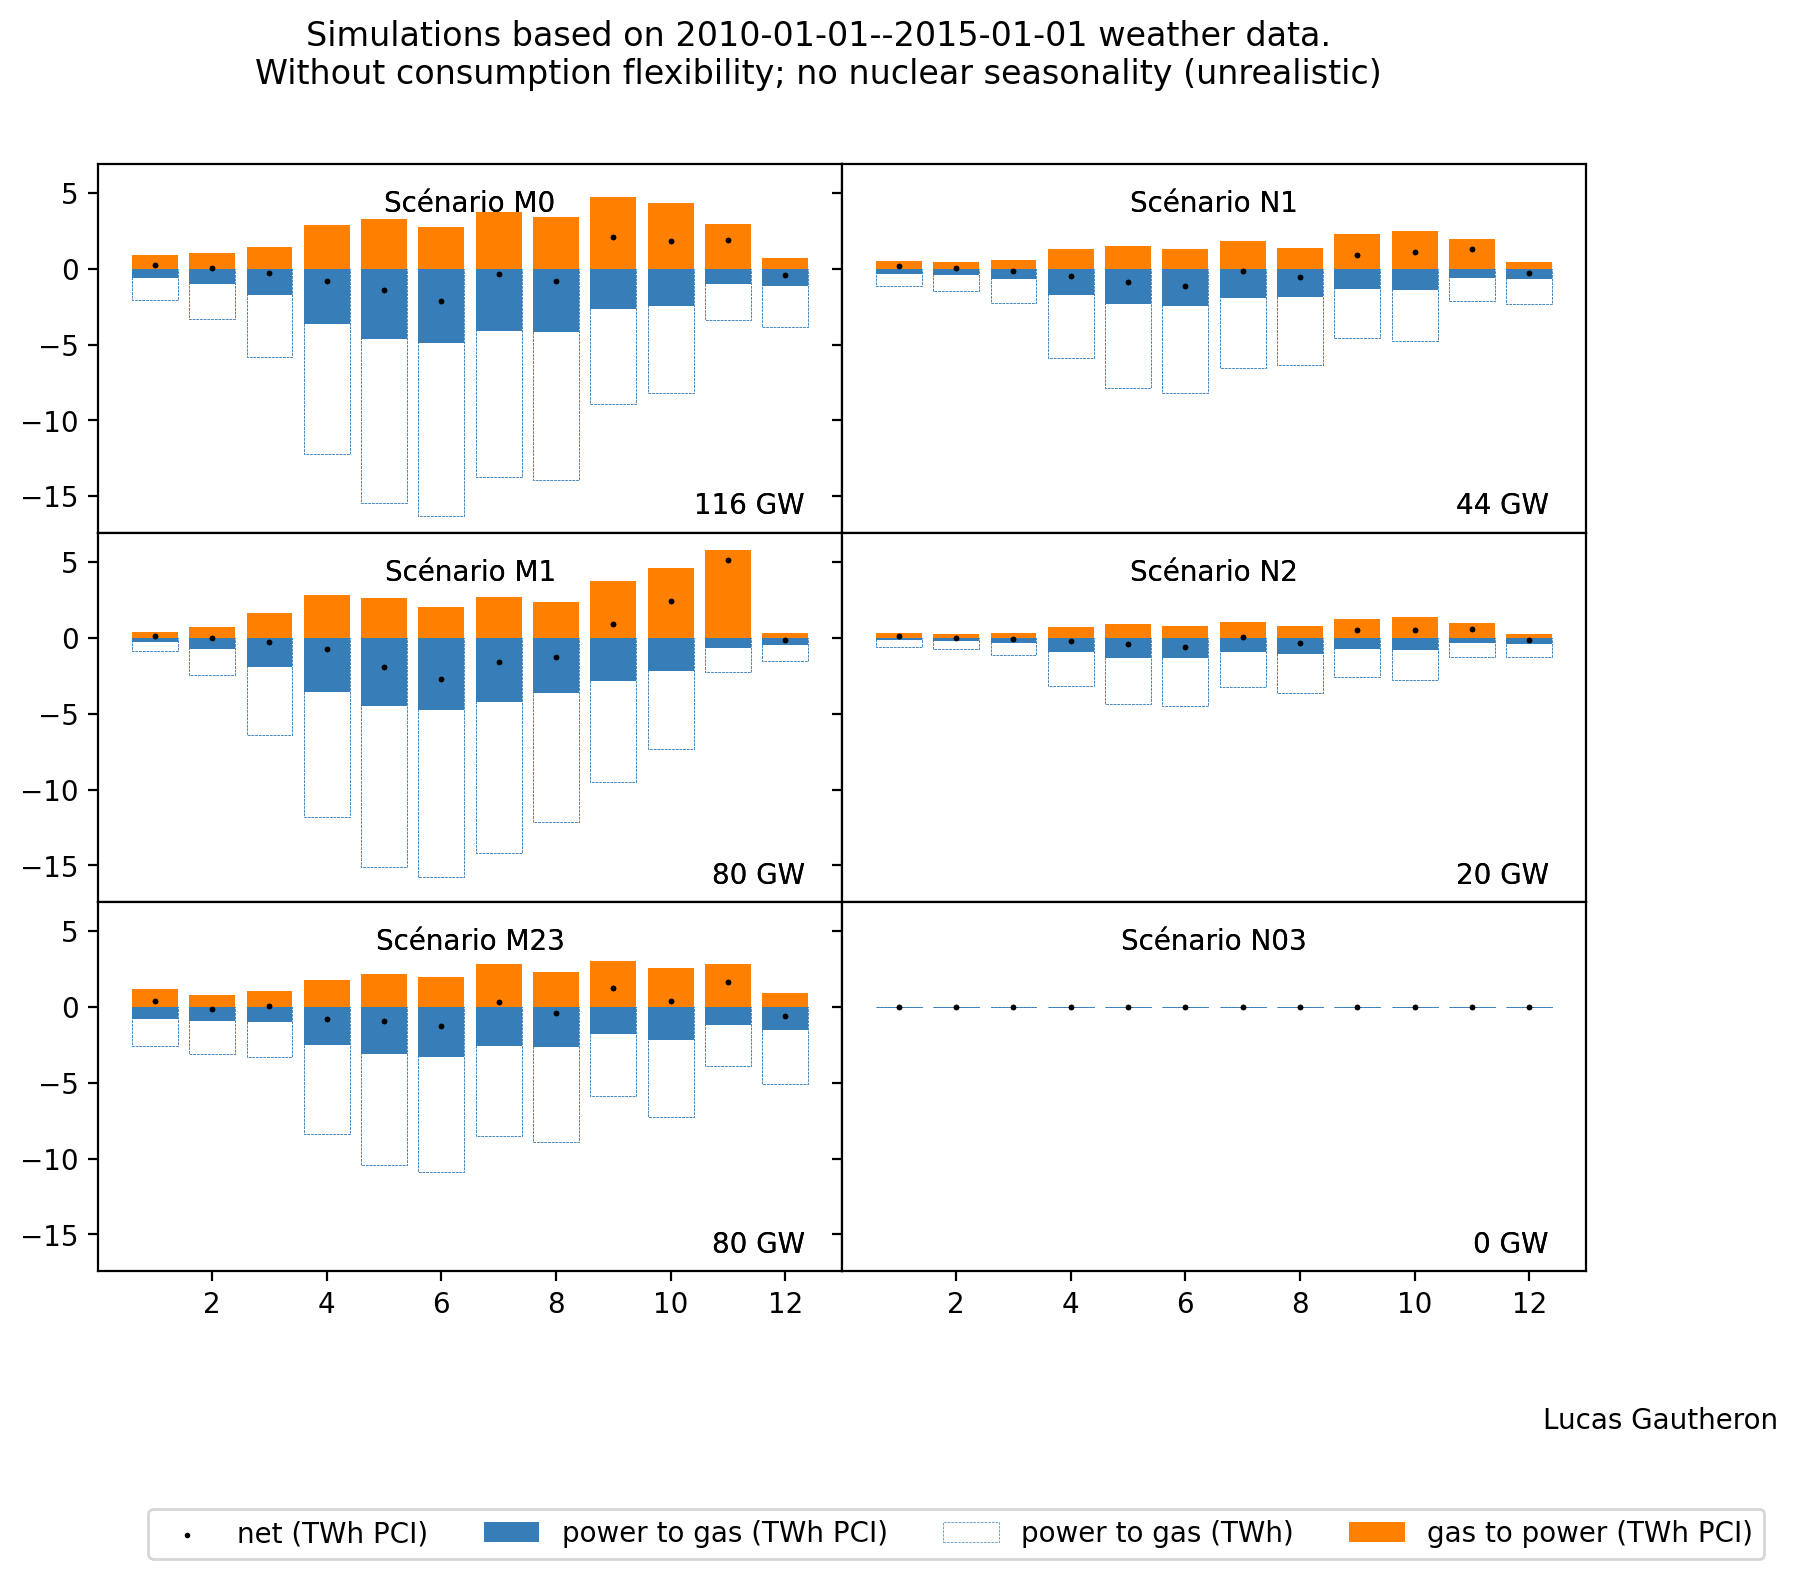 Simulations based on 2010-01-01--2015-01-01 weather data.
Without consumption flexibility; no nuclear seasonality (unrealistic)
Scénario M0
5
0
−5
−10
−15
116 GW
Scénario N1
44 GW
Scénario M1
5
0
−5
−10
−15
80 GW
Scénario N2
20 GW
Scénario M23
5
0
−5
−10
−15
80 GW
Scénario N03
0 GW
2 4 6 8 10 12
2 4 6 8 10 12
Lucas Gautheron
net (TWh PCI) power to gas (TWh PCI) power to gas (TWh) gas to power (TWh PCI)